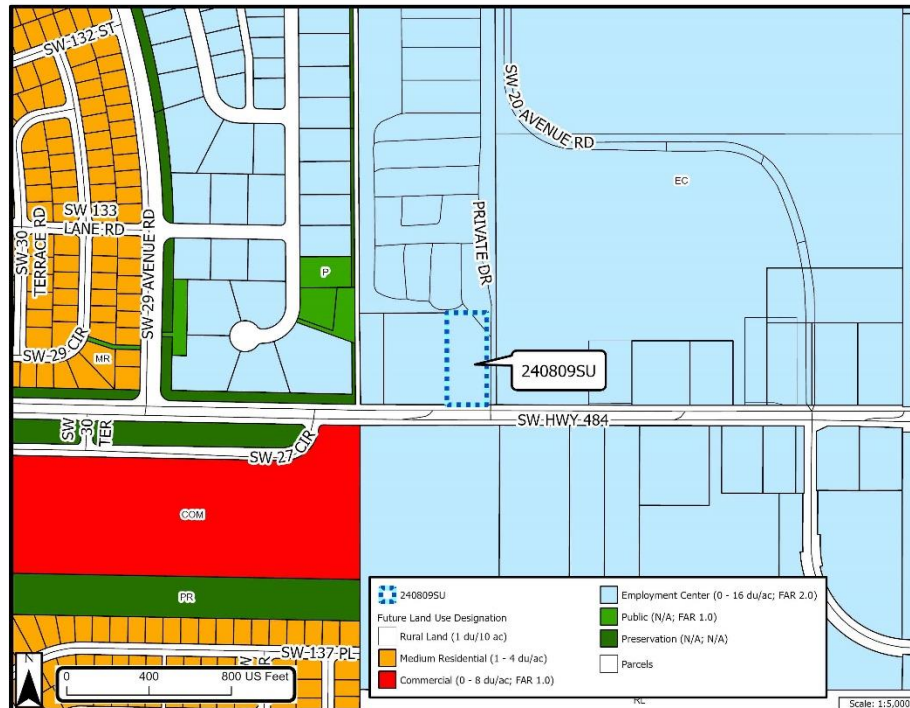 SW 132 ST
SW 20 AVENUE RD
EC
SW 133
LANE RD
SW 30
TERRACE RD
SW 29 AVENUE RD
PRIVATE DR
P
SW 29 CIR
MR
240809SU
SW HWY 484
SW
30
TER
SW 27 CIR
COM
PR
SW 137 PL
0 400 800 US Feet
240809SU
Future Land Use Designation
Rural Land (1 du/10 ac)
Medium Residential (1 - 4 du/ac)
Commercial (0 - 8 du/ac; FAR 1.0)
Employment Center (0 - 16 du/ac; FAR 2.0)
Public (N/A; FAR 1.0)
Preservation (N/A; N/A)
Parcels
RL
Scale: 1:5,000